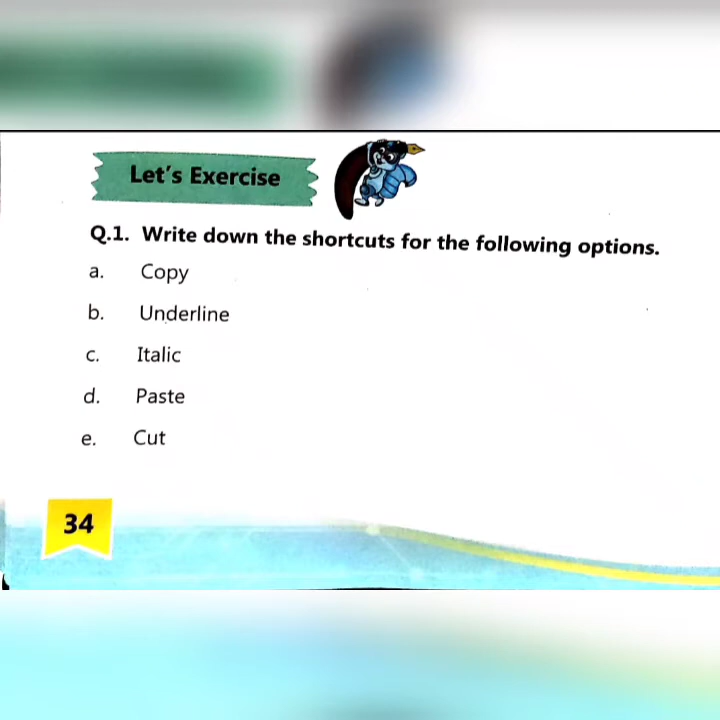 Let's Exercise
Q.1. Write down the shortcuts for the following options.
a. Copy
b. Underline
c. Italic
d. Paste
e. Cut
34